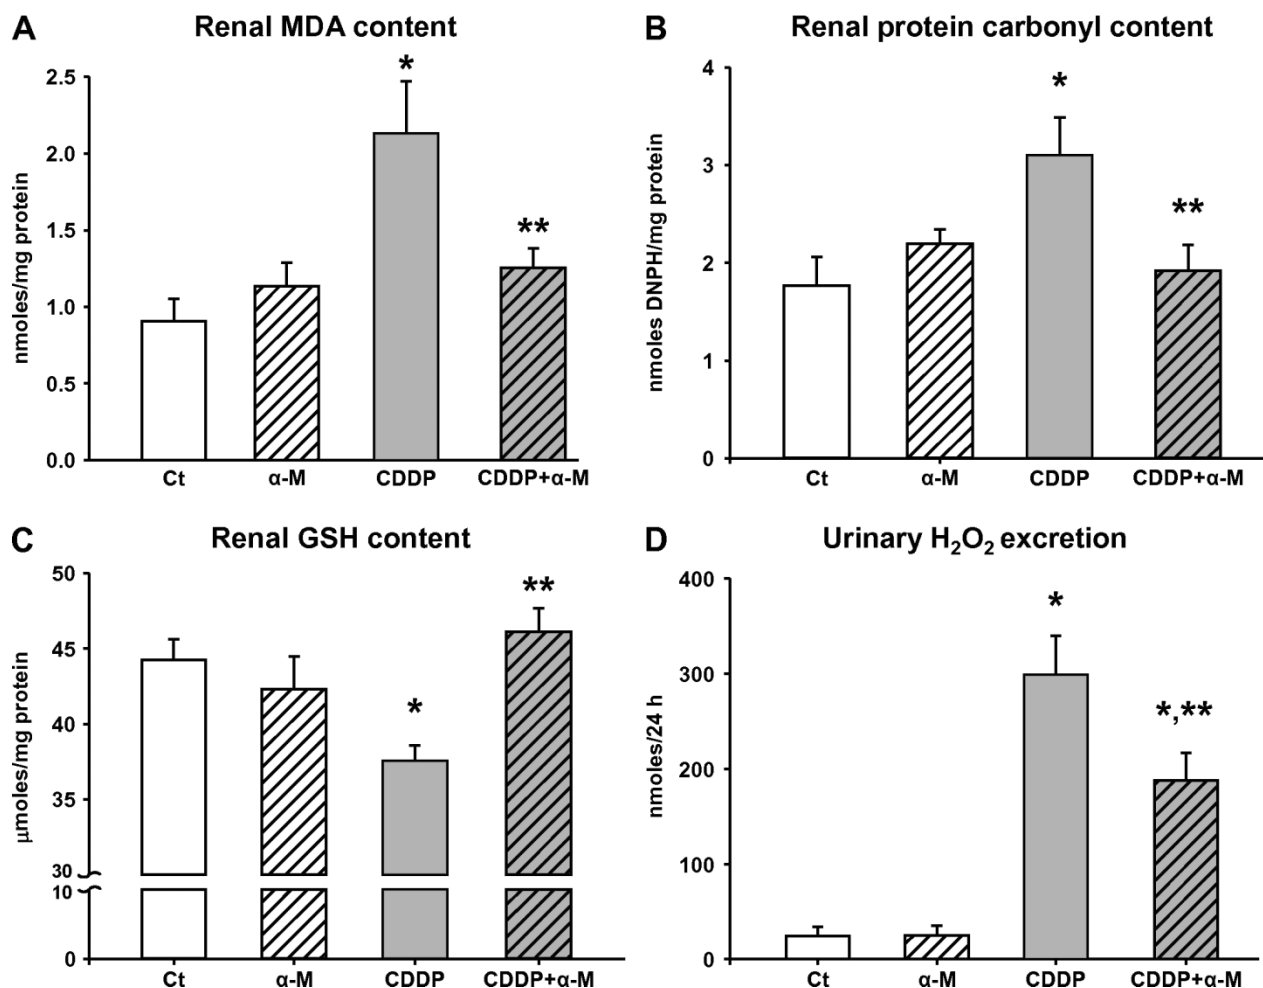 A Renal MDA content
2.5
*
2.0
1.5
**
1.0
0.5
0.0
nmoles/mg protein
Ct α-M CDDP CDDP+α-M
B Renal protein carbonyl content
4
*
3
**
2
1
0
nmoles DNPH/mg protein
Ct α-M CDDP CDDP+α-M
C Renal GSH content
50
**
45
*
40
35
30
10
0
µmoles/mg protein
Ct α-M CDDP CDDP+α-M
D Urinary H₂O₂ excretion
400
*
300
*,**
200
100
0
nmoles/24 h
Ct α-M CDDP CDDP+α-M